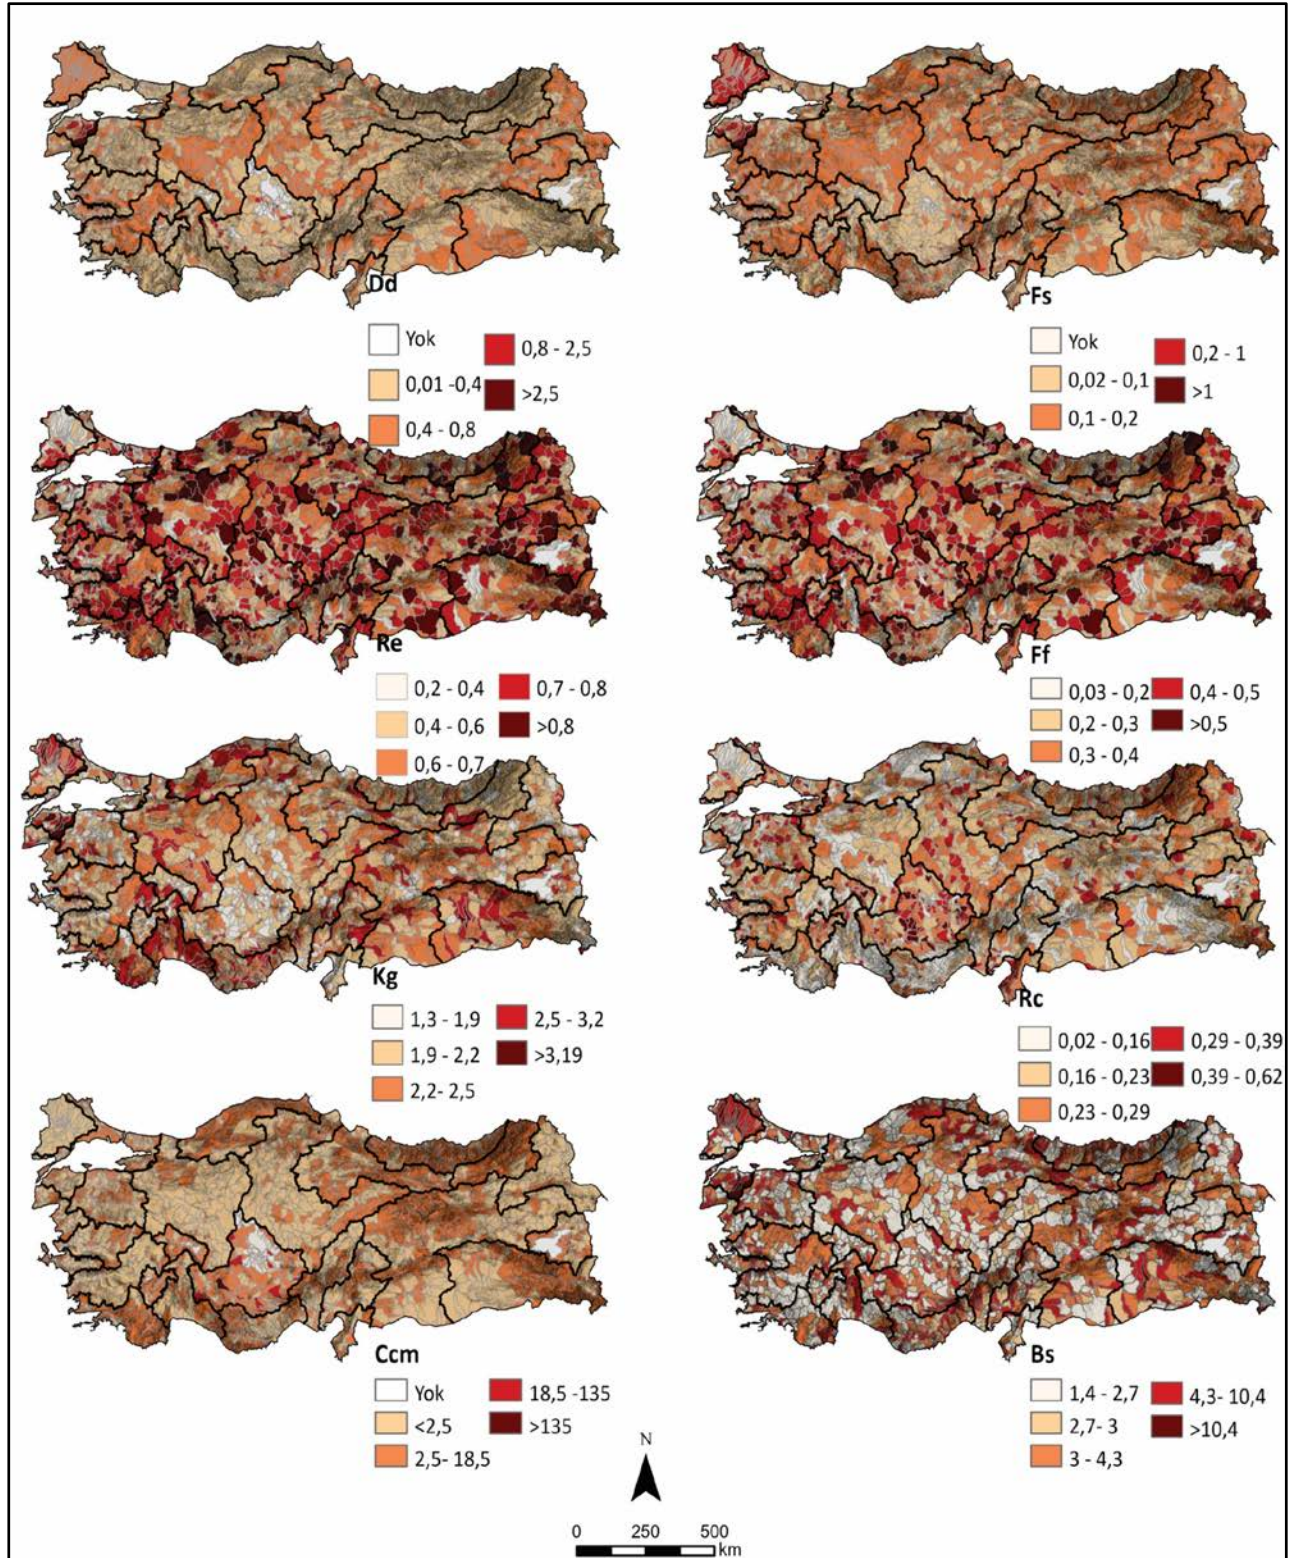 Dd
Yok
0,8 - 2,5
0,01 -0,4
>2,5
0,4 - 0,8
Fs
Yok
0,2 - 1
0,02 - 0,1
>1
0,1 - 0,2
Re
0,2 - 0,4
0,7 - 0,8
0,4 - 0,6
>0,8
0,6 - 0,7
Ff
0,03 - 0,2
0,4 - 0,5
0,2 - 0,3
>0,5
0,3 - 0,4
Kg
1,3 - 1,9
2,5 - 3,2
1,9 - 2,2
>3,19
2,2- 2,5
Rc
0,02 - 0,16
0,29 - 0,39
0,16 - 0,23
0,39 - 0,62
0,23 - 0,29
Ccm
Yok
18,5 -135
<2,5
>135
2,5- 18,5
Bs
1,4 - 2,7
4,3- 10,4
2,7- 3
>10,4
3 - 4,3
N
0 250 500
km